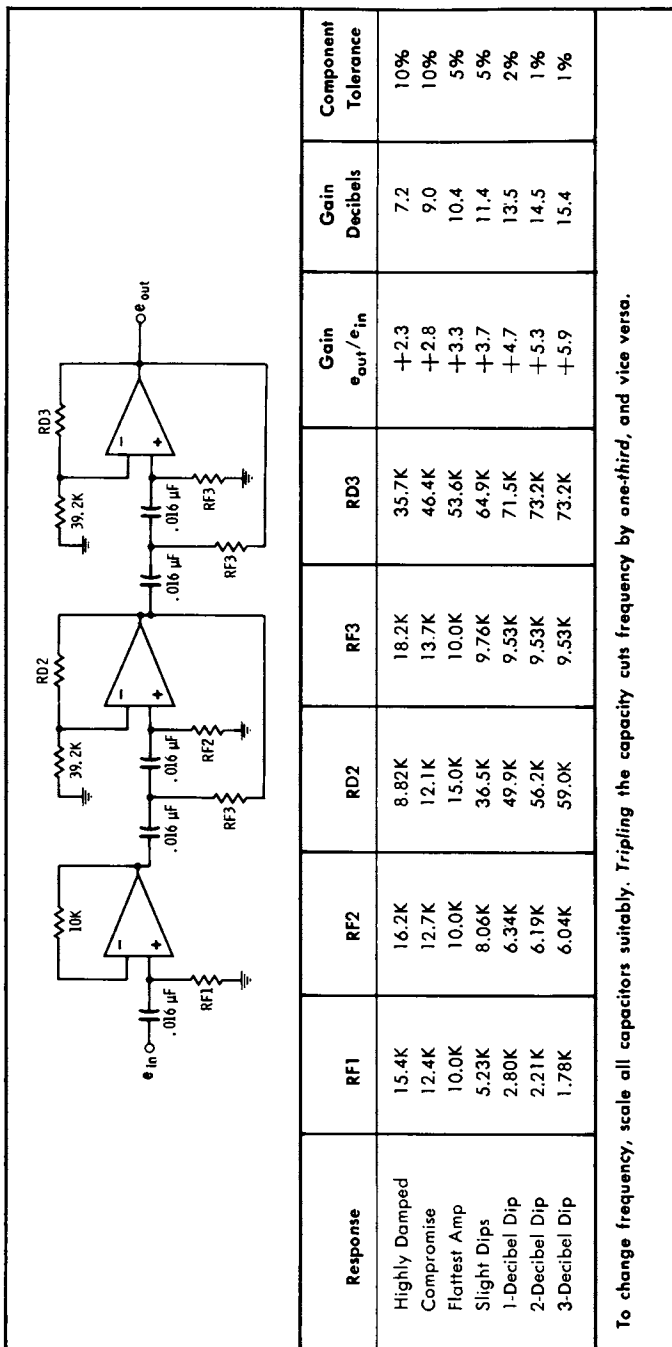 RD3
RD2
39.2K
39.2K
10K
−
−
−
e out
+
+
+
e in
.016 µF
.016 µF
.016 µF
.016 µF
.016 µF
RF1
RF2
RF3
RF3
RF3
Response RF1 RF2 RD2 RF3 RD3 Gain e out/e in Gain Decibels Component Tolerance
Highly Damped 15.4K 16.2K 8.82K 18.2K 35.7K +2.3 7.2 10%
Compromise 12.4K 12.7K 12.1K 13.7K 46.4K +2.8 9.0 10%
Flattest Amp 10.0K 10.0K 15.0K 10.0K 53.6K +3.3 10.4 5%
Slight Dips 5.23K 8.06K 36.5K 9.76K 64.9K +3.7 11.4 5%
1-Decibel Dip 2.80K 6.34K 49.9K 9.53K 71.5K +4.7 13.5 2%
2-Decibel Dip 2.21K 6.19K 56.2K 9.53K 73.2K +5.3 14.5 1%
3-Decibel Dip 1.78K 6.04K 59.0K 9.53K 73.2K +5.9 15.4 1%
To change frequency, scale all capacitors suitably. Tripling the capacity cuts frequency by one-third, and vice versa.